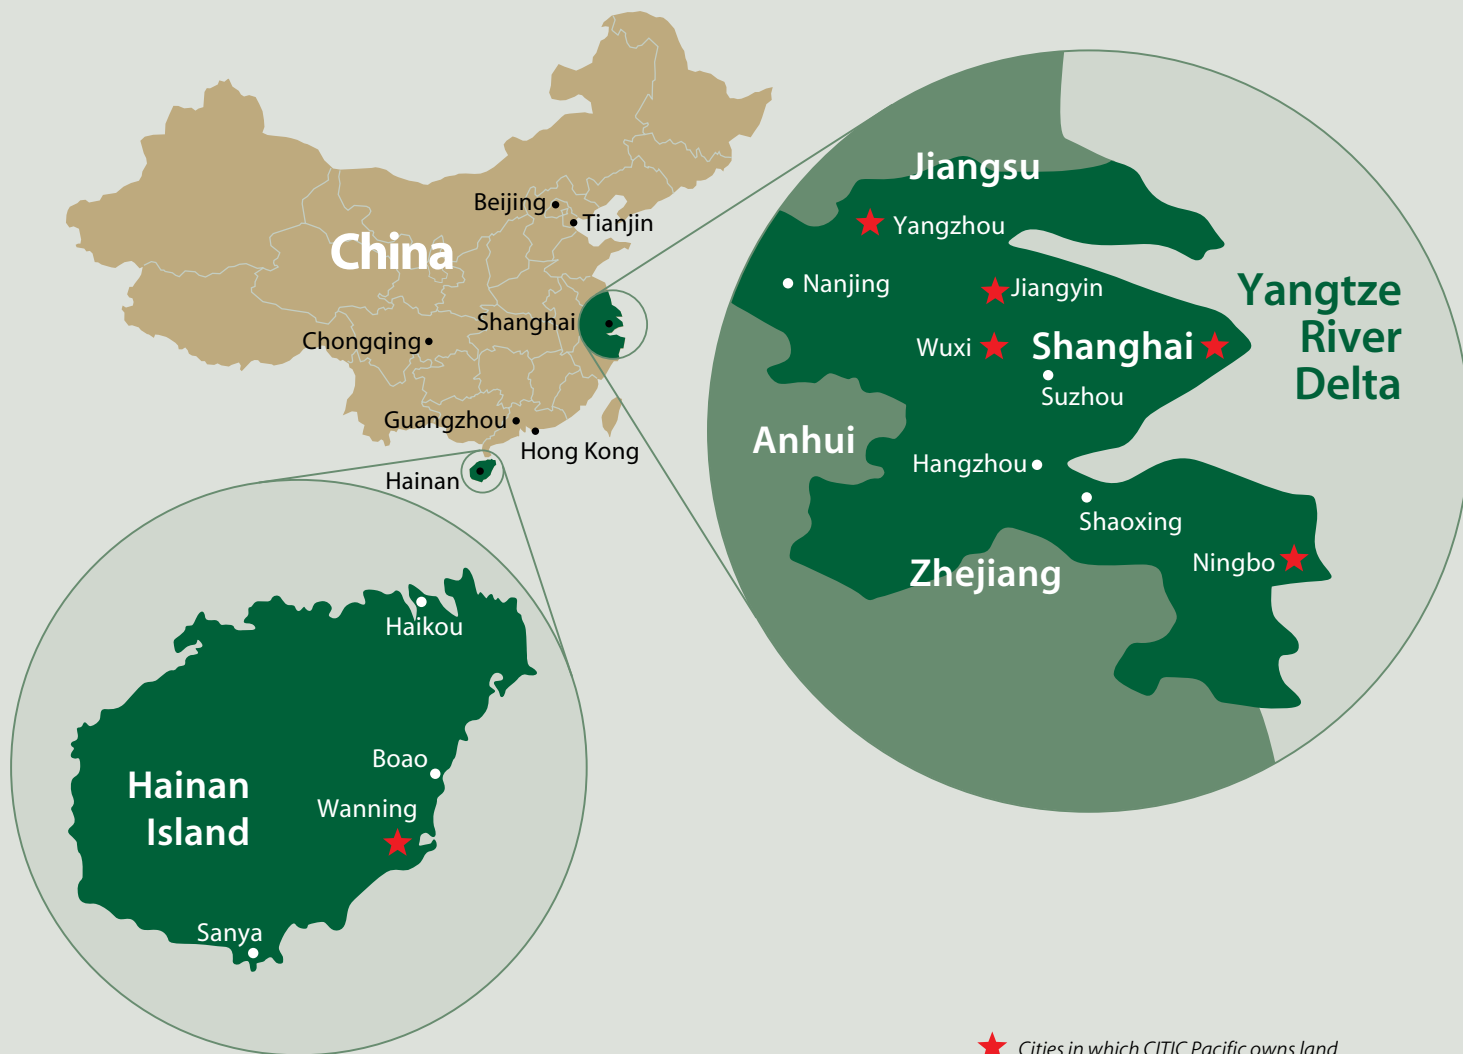 China
Beijing
Tianjin
Shanghai
Chongqing
Guangzhou
Hong Kong
Hainan
Jiangsu
Yangzhou
Nanjing
Jiangyin
Wuxi
Shanghai
Suzhou
Yangtze
River
Delta
Anhui
Hangzhou
Shaoxing
Zhejiang
Ningbo
Haikou
Boao
Hainan
Island
Wanning
Sanya
Cities in which CITIC Pacific owns land